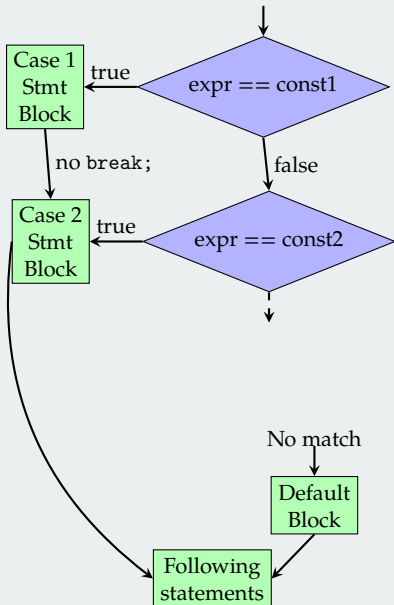 Case 1
Stmt
Block
true
expr == const1
no break;
false
Case 2
Stmt
Block
true
expr == const2
No match
Default
Block
Following
statements